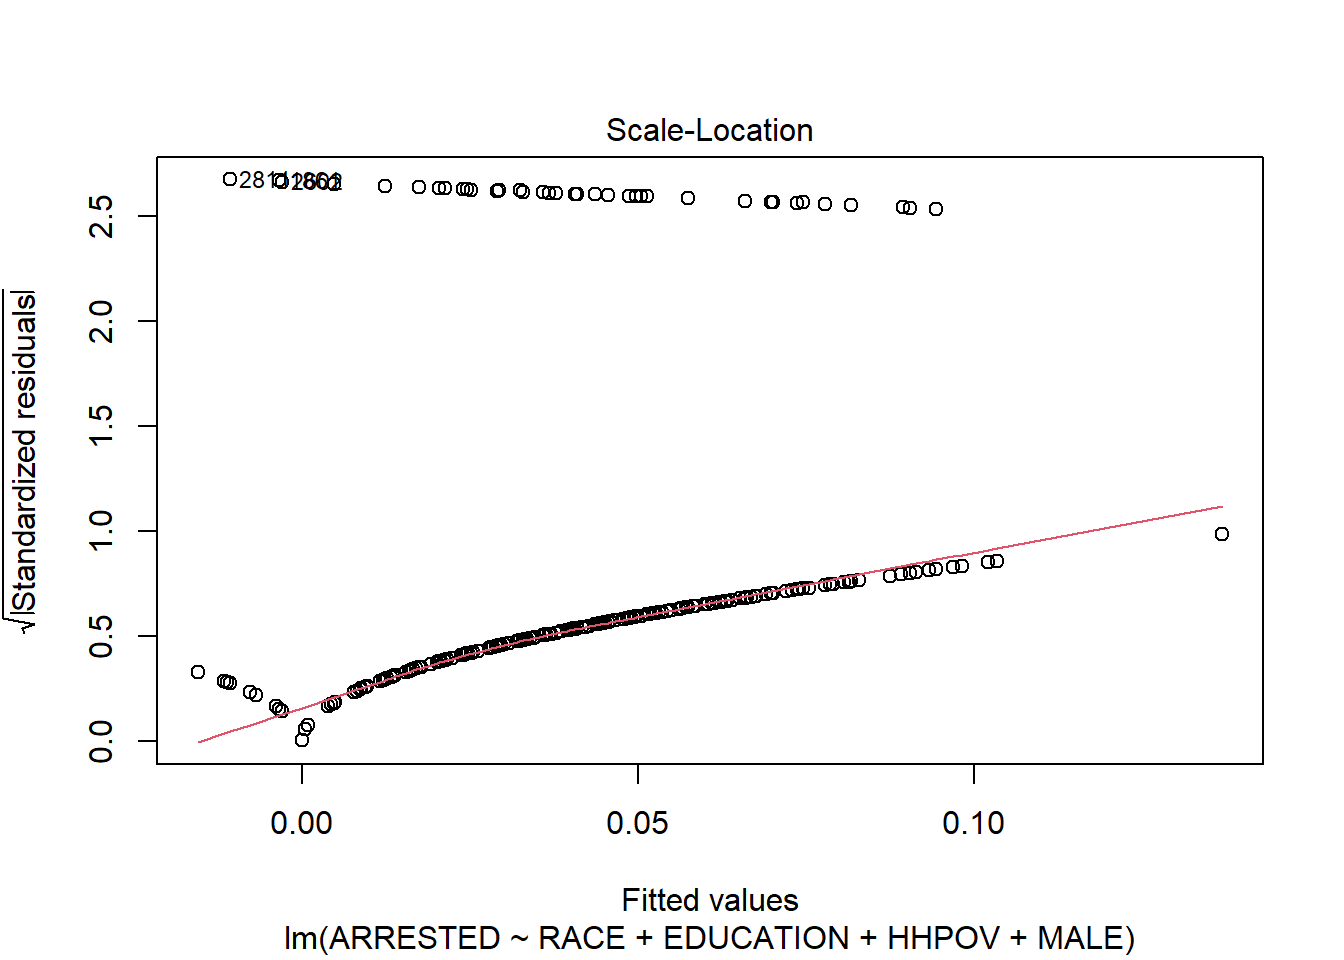 Scale-Location
√|Standardized residuals|
2.5
2.0
1.5
1.0
0.5
0.0
0.00 0.05 0.10
Fitted values
lm(ARRESTED ~ RACE + EDUCATION + HHPOV + MALE)